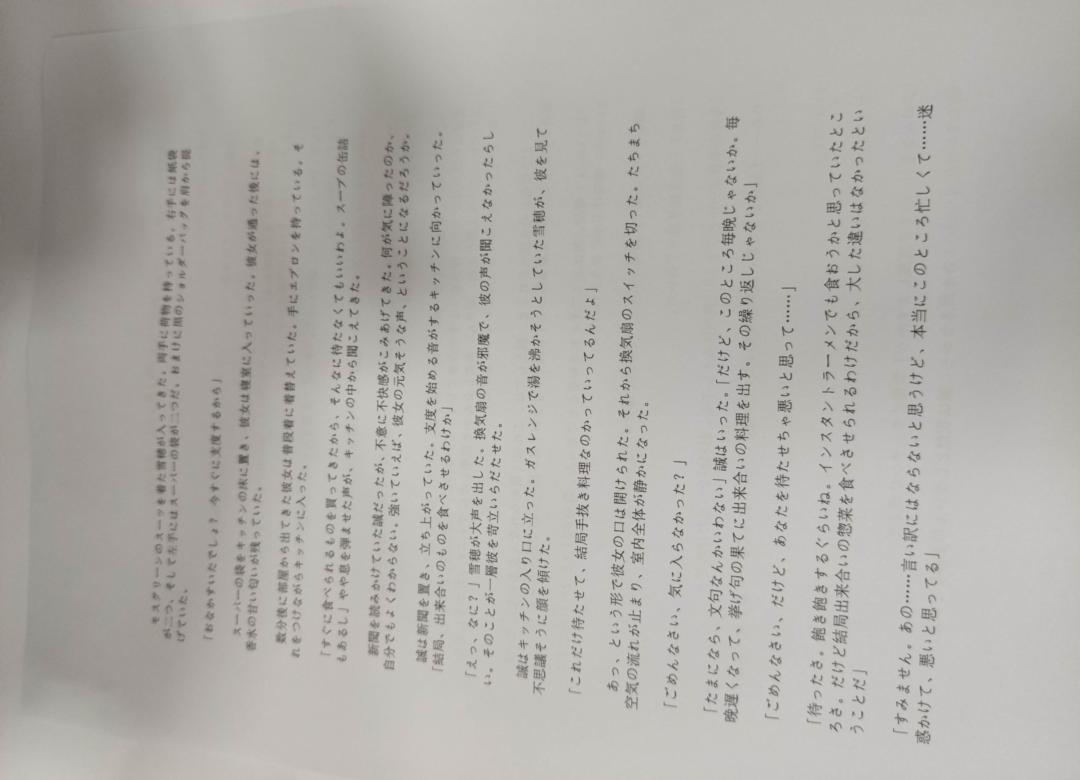 モスグリーンのスーツを着た雪穂が入ってきた。両手に荷物を持っている。右手には紙袋
が二つ、そして左手にはスーパーの袋が二つだ。おまけに黒のショルダーバッグを肩から提
げていた。
「おなかすいたでしょ? 今すぐに支度するから」
スーパーの袋をキッチンの床に置き、彼女は寝室に入っていった。彼女が通った後には、
香水の甘い匂いが残っていた。
数分後に部屋から出てきた彼女は普段着に着替えていた。手にエプロンを持っている。そ
れをつけながらキッチンに入った。
「すぐに食べられるものを買ってきたから、そんなに待たなくてもいいわよ。スープの缶詰
もあるし」やや息を弾ませた声が、キッチンの中から聞こえてきた。
新聞を読みかけていた誠だったが、不意に不快感がこみあげてきた。何が気に障ったのか、
自分でもよくわからない。強いていえば、彼女の元気そうな声、ということになるだろうか。
誠は新聞を置き、立ち上がっていた。支度を始める音がするキッチンに向かっていった。
「結局、出来合いのものを食べさせるわけか」
「えっ、なに?」雪穂が大声を出した。換気扇の音が邪魔で、彼の声が聞こえなかったらし
い。そのことが一層彼を苛立いらだたせた。
誠はキッチンの入り口に立った。ガスレンジで湯を沸かそうとしていた雪穂が、彼を見て
不思議そうに顔を傾けた。
「これだけ待たせて、結局手抜き料理なのかっていってるんだよ」
あっ、という形で彼女の口は開けられた。それから換気扇のスイッチを切った。たちまち
空気の流れが止まり、室内全体が静かになった。
「ごめんなさい、気に入らなかった?」
「たまになら、文句なんかいわない」誠はいった。「だけど、このところ毎晩じゃないか。毎
晩遅くなって、挙げ句の果てに出来合いの料理を出す。その繰り返しじゃないか」
「ごめんなさい、だけど、あなたを待たせちゃ悪いと思って……」
「待ったさ。飽き飽きするぐらいね。インスタントラーメンでも食おうかと思っていたとこ
ろさ。だけど結局出来合いの惣菜を食べさせられるわけだから、大した違いはなかったとい
うことだ」
「すみません。あの……言い訳にはならないと思うけど、本当にこのところ忙しくて……迷
惑かけて、悪いと思ってる」